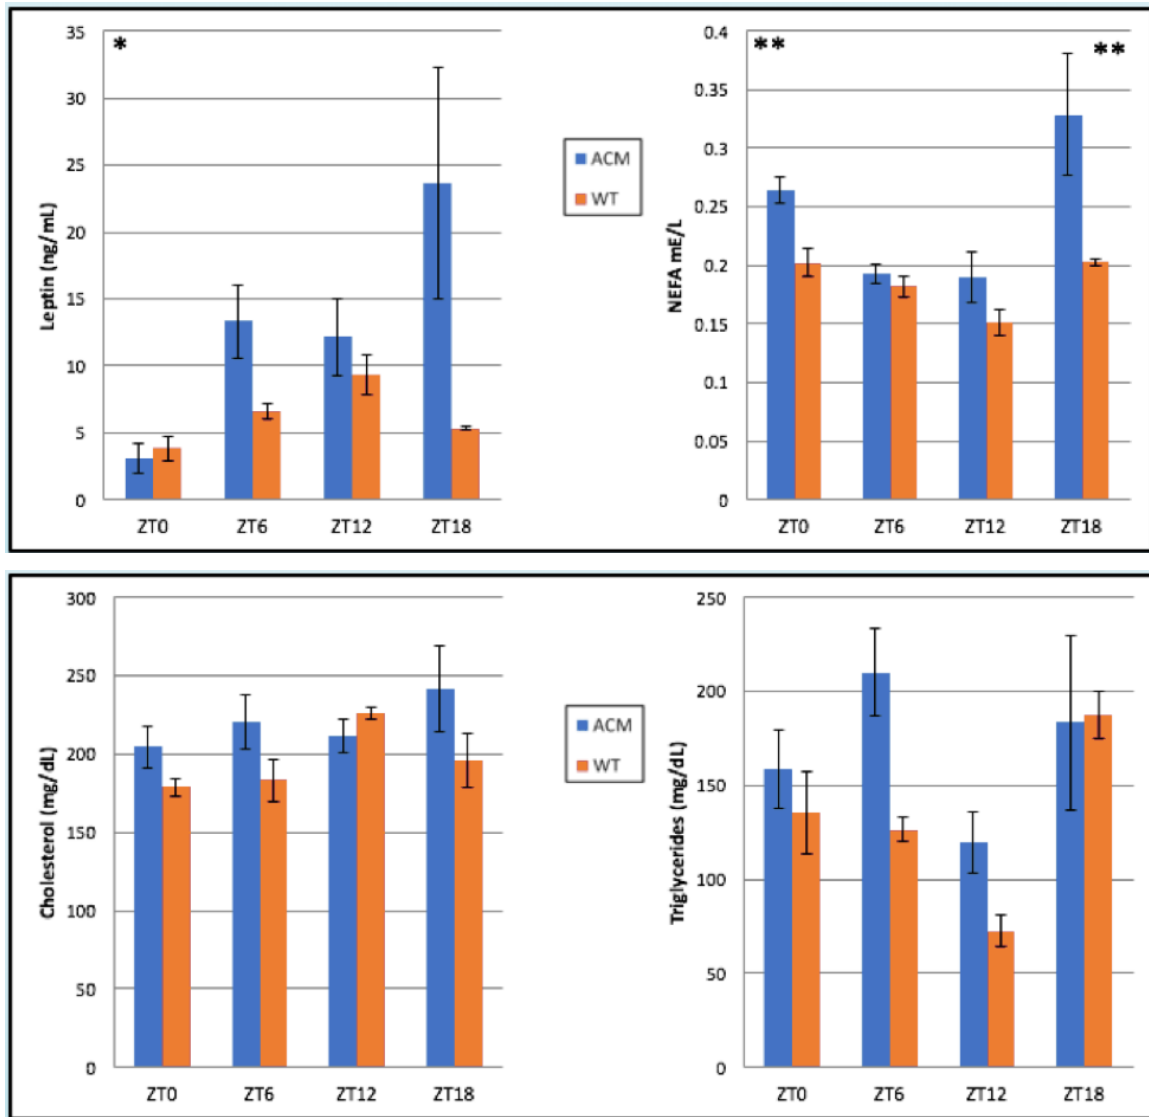 35
30
25
20
15
10
5
0
Leptin (ng/mL)
*
ZT0 ZT6 ZT12 ZT18
ACM
WT
0.4
0.35
0.3
0.25
0.2
0.15
0.1
0.05
0
NEFA mE/L
** **
ZT0 ZT6 ZT12 ZT18
300
250
200
150
100
50
0
Cholesterol (mg/dL)
ZT0 ZT6 ZT12 ZT18
ACM
WT
250
200
150
100
50
0
Triglycerides (mg/dL)
ZT0 ZT6 ZT12 ZT18